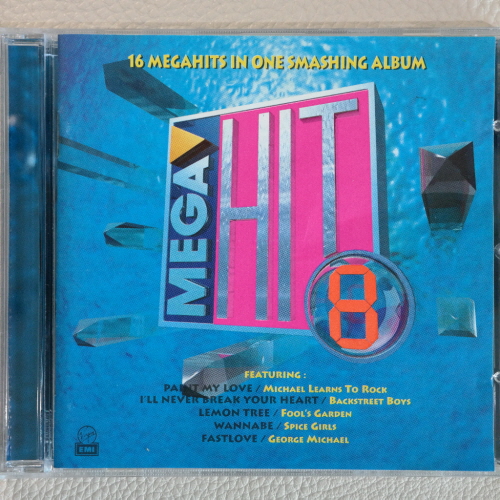 16 MEGAHITS IN ONE SMASHING ALBUM
MEGA
HIT
8
FEATURING :
PAINT MY LOVE / MICHAEL LEARNS TO ROCK
I'LL NEVER BREAK YOUR HEART / BACKSTREET BOYS
LEMON TREE / FOOL'S GARDEN
WANNABE / SPICE GIRLS
FASTLOVE / GEORGE MICHAEL
EMI